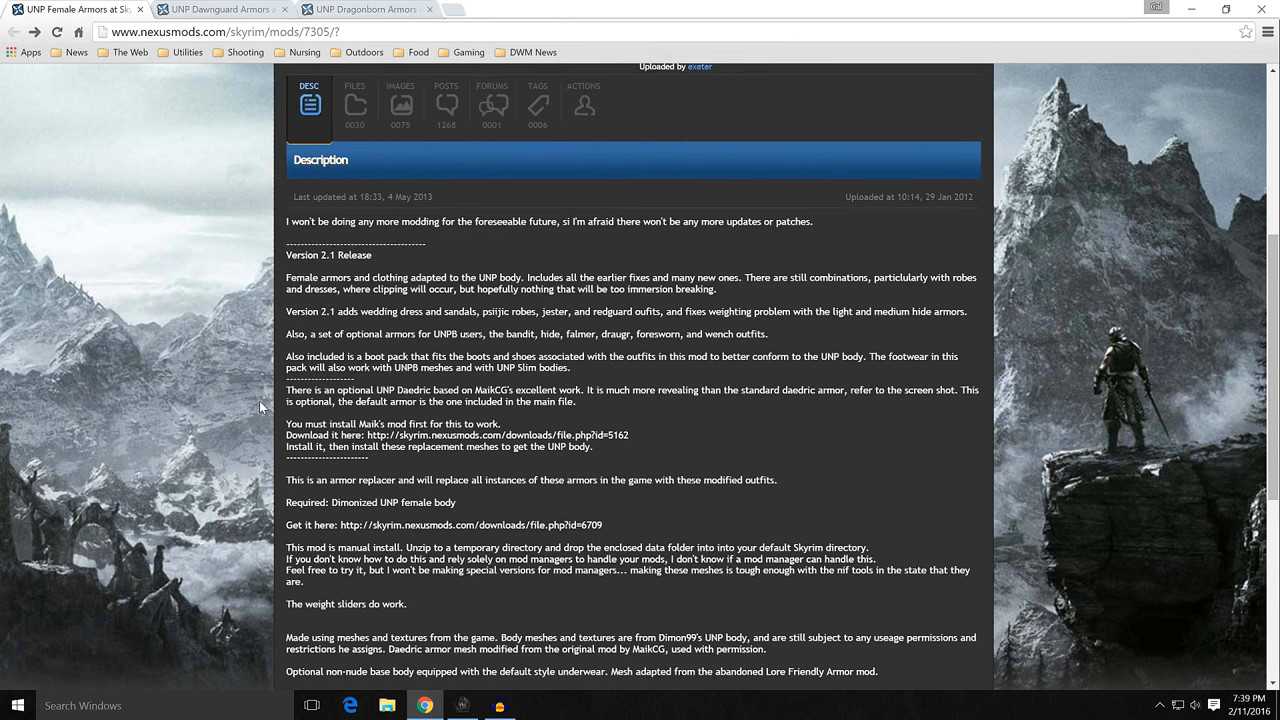 UNP Female Armors at Sk
UNP Dawnguard Armors a
UNP Dragonborn Armors
Gal
www.nexusmods.com/skyrim/mods/7305/?
Apps News The Web Utilities Shooting Nursing Outdoors Food Gaming DWM News
Uploaded by exeter
DESC FILES IMAGES POSTS FORUMS TAGS ACTIONS
0030 0075 1268 0001 0006
Description
Last updated at 18:33, 4 May 2013 Uploaded at 10:14, 29 Jan 2012
I won't be doing any more modding for the foreseeable future, si I'm afraid there won't be any more updates or patches.
---------------------------------------
Version 2.1 Release
Female armors and clothing adapted to the UNP body. Includes all the earlier fixes and many new ones. There are still combinations, particlularly with robes
and dresses, where clipping will occur, but hopefully nothing that will be too immersion breaking.
Version 2.1 adds wedding dress and sandals, psiijic robes, jester, and redguard oufits, and fixes weighting problem with the light and medium hide armors.
Also, a set of optional armors for UNPB users, the bandit, hide, falmer, draugr, foresworn, and wench outfits.
Also included is a boot pack that fits the boots and shoes associated with the outfits in this mod to better conform to the UNP body. The footwear in this
pack will also work with UNPB meshes and with UNP Slim bodies.
-------------------
There is an optional UNP Daedric based on MaikCG's excellent work. It is much more revealing than the standard daedric armor, refer to the screen shot. This
is optional, the default armor is the one included in the main file.
You must install Maik's mod first for this to work.
Download it here: http://skyrim.nexusmods.com/downloads/file.php?id=5162
Install it, then install these replacement meshes to get the UNP body.
-----------------------
This is an armor replacer and will replace all instances of these armors in the game with these modified outfits.
Required: Dimonized UNP female body
Get it here: http://skyrim.nexusmods.com/downloads/file.php?id=6709
This mod is manual install. Unzip to a temporary directory and drop the enclosed data folder into into your default Skyrim directory.
If you don't know how to do this and rely solely on mod managers to handle your mods, I don't know if a mod manager can handle this.
Feel free to try it, but I won't be making special versions for mod managers... making these meshes is tough enough with the nif tools in the state that they
are.
The weight sliders do work.
Made using meshes and textures from the game. Body meshes and textures are from Dimon99's UNP body, and are still subject to any useage permissions and
restrictions he assigns. Daedric armor mesh modified from the original mod by MaikCG, used with permission.
Optional non-nude base body equipped with the default style underwear. Mesh adapted from the abandoned Lore Friendly Armor mod.
Search Windows
7:39 PM
2/11/2016